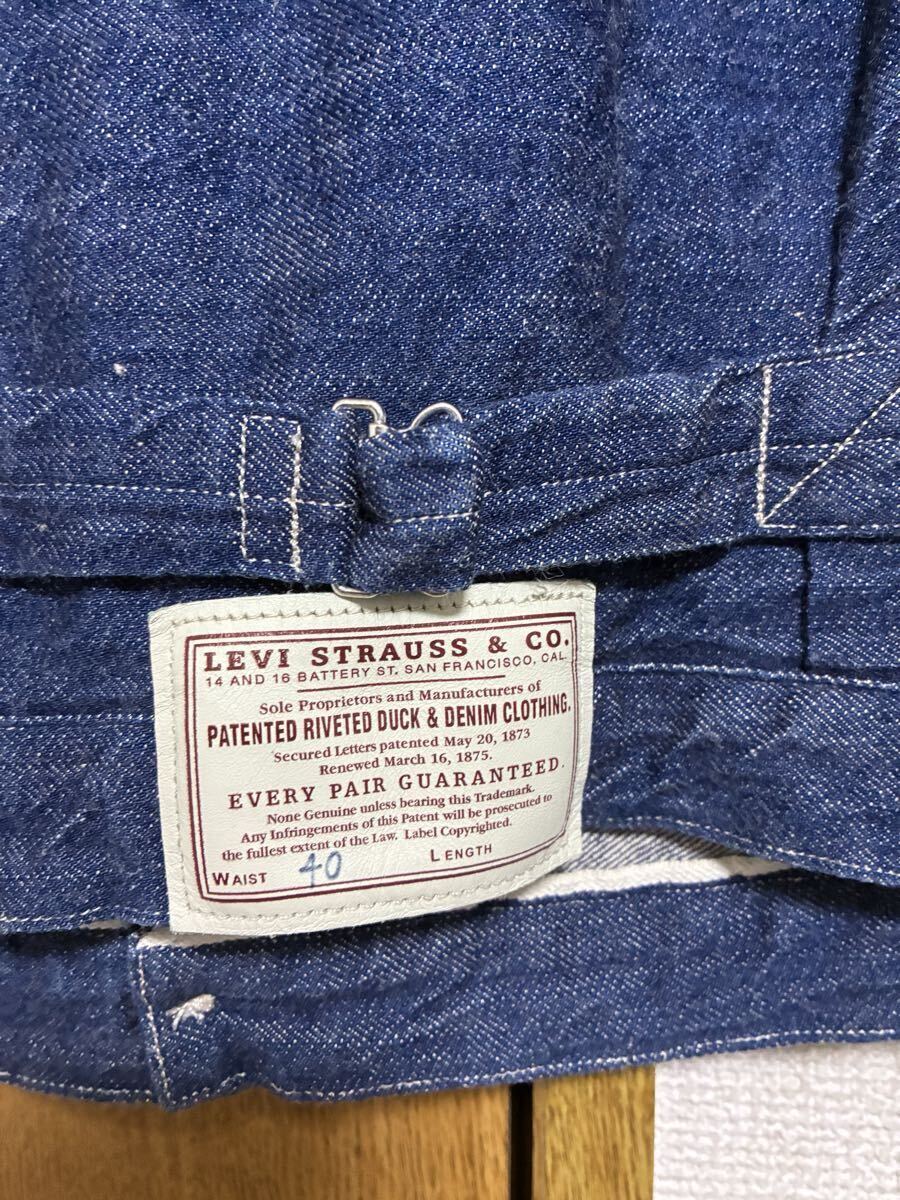 LEVI STRAUSS & CO.
14 AND 16 BATTERY ST. SAN FRANCISCO, CAL.
Sole Proprietors and Manufacturers of
PATENTED RIVETED DUCK & DENIM CLOTHING.
Secured Letters patented May 20, 1873
Renewed March 16, 1875.
EVERY PAIR GUARANTEED.
None Genuine unless bearing this Trademark.
Any Infringements of this Patent will be prosecuted to
the fullest extent of the Law. Label Copyrighted.
WAIST 40 LENGTH